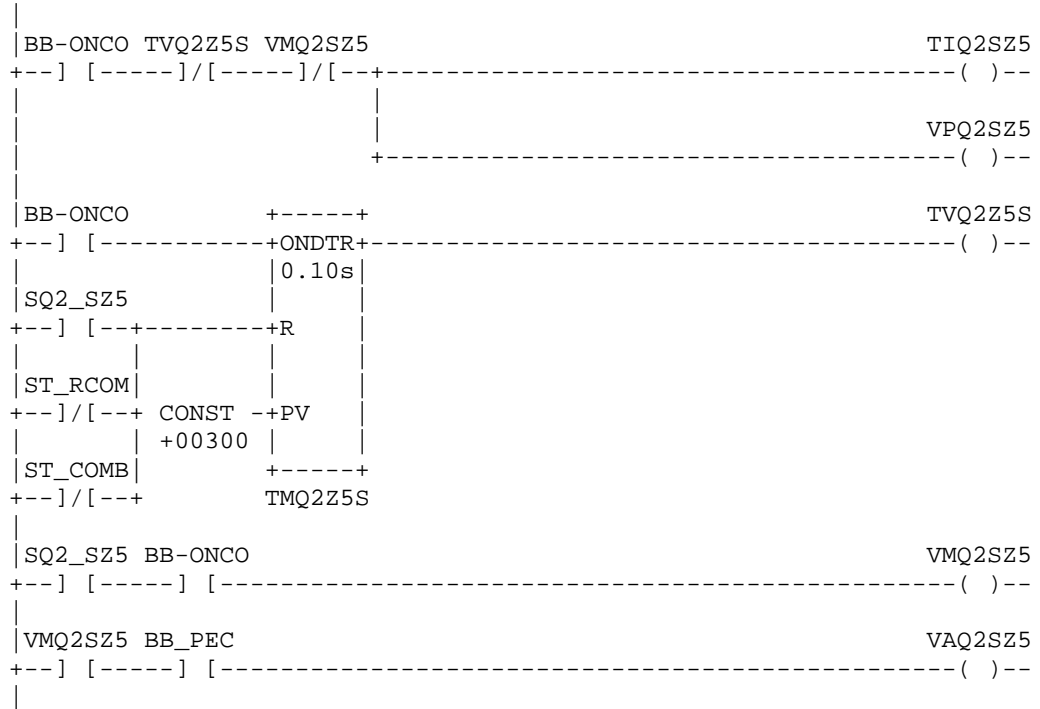 |
|BB-ONCO TVQ2Z5S VMQ2SZ5                                     TIQ2SZ5
+--] [-----]/[-----]/[--+---------------------------------------( )--
|                       |
|                       |                                    VPQ2SZ5
|                       +---------------------------------------( )--
|
|BB-ONCO         +-----+                                     TVQ2Z5S
+--] [-----------+ONDTR+----------------------------------------( )--
|                |0.10s|
|SQ2_SZ5         |     |
+--] [--+--------+R    |
|       |        |     |
|ST_RCOM|        |     |
+--]/[--+ CONST -+PV   |
|       | +00300 |     |
|ST_COMB|        +-----+
+--]/[--+        TMQ2Z5S
|
|SQ2_SZ5 BB-ONCO                                             VMQ2SZ5
+--] [-----] [--------------------------------------------------( )--
|
|VMQ2SZ5 BB_PEC                                              VAQ2SZ5
+--] [-----] [--------------------------------------------------( )--
|